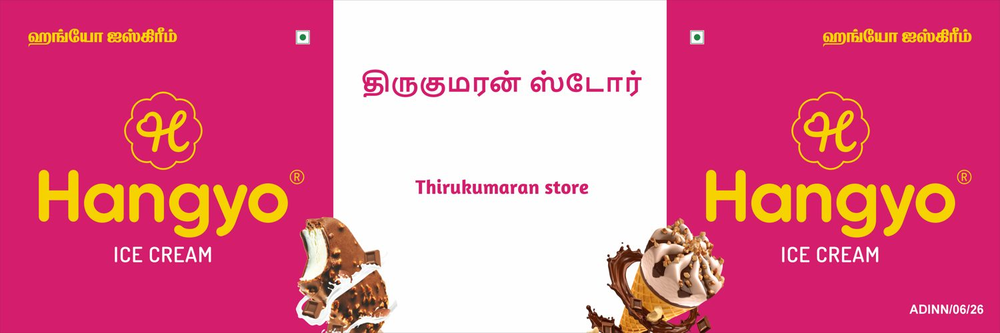 ஹங்யோ ஐஸ்கிரீம்
H
Hangyo®
ICE CREAM
திருகுமரன் ஸ்டோர்
Thirukumaran store
ஹங்யோ ஐஸ்கிரீம்
H
Hangyo®
ICE CREAM
ADINN/06/26